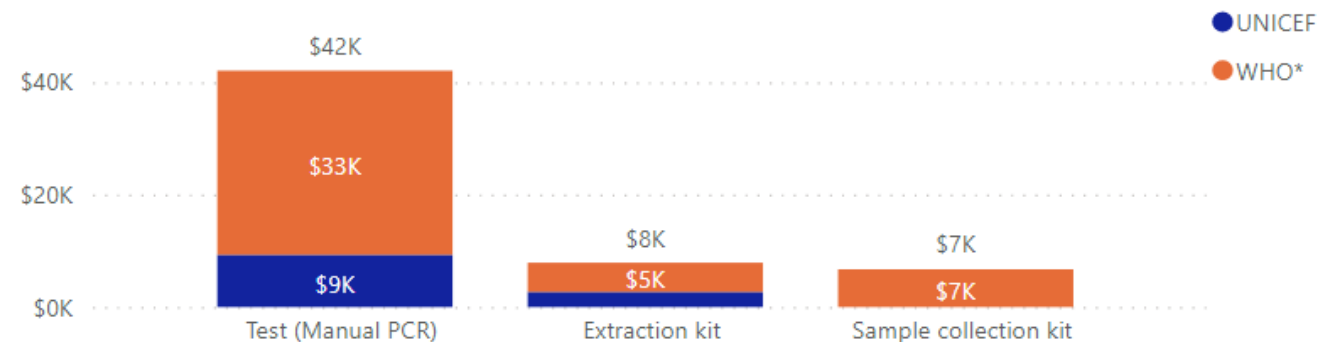 UNICEF
WHO*
$42K
$40K
$33K
$20K
$8K
$7K
$5K
$9K
$7K
$0K
Test (Manual PCR)
Extraction kit
Sample collection kit